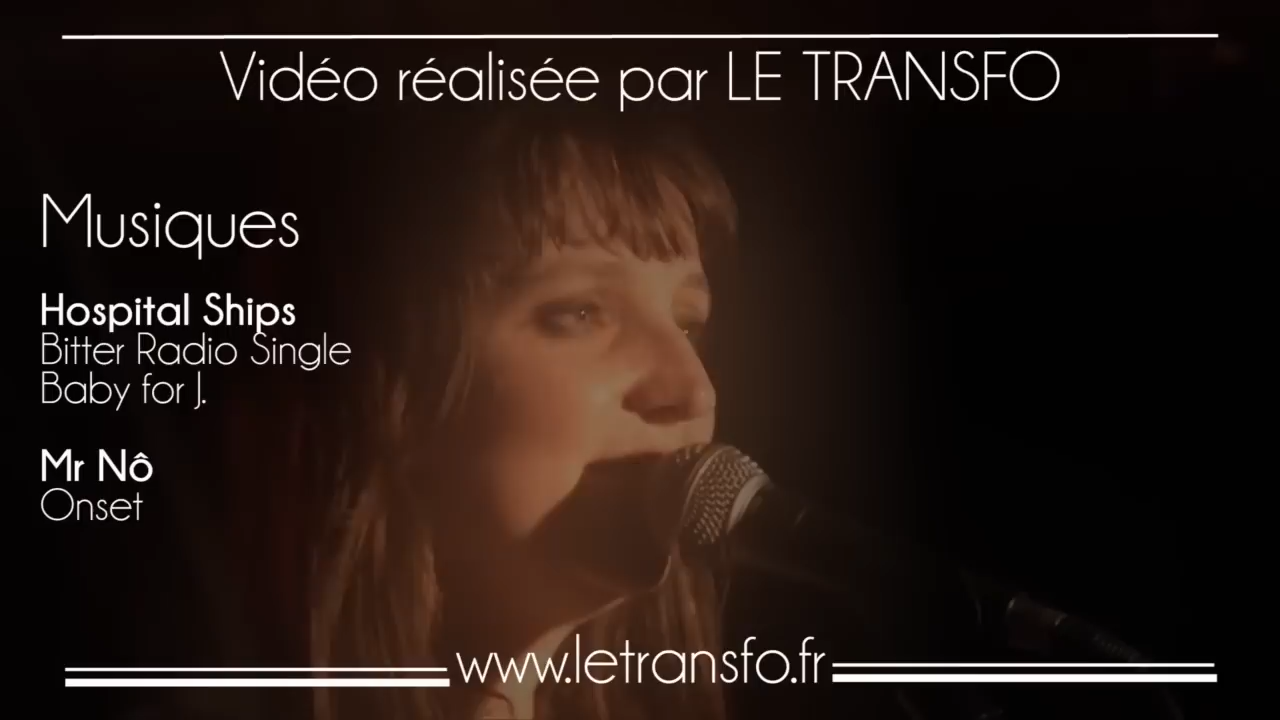 Vidéo réalisée par LE TRANSFO
Musiques
Hospital Ships
Bitter Radio Single
Baby for J.
Mr Nô
Onset
www.letransfo.fr